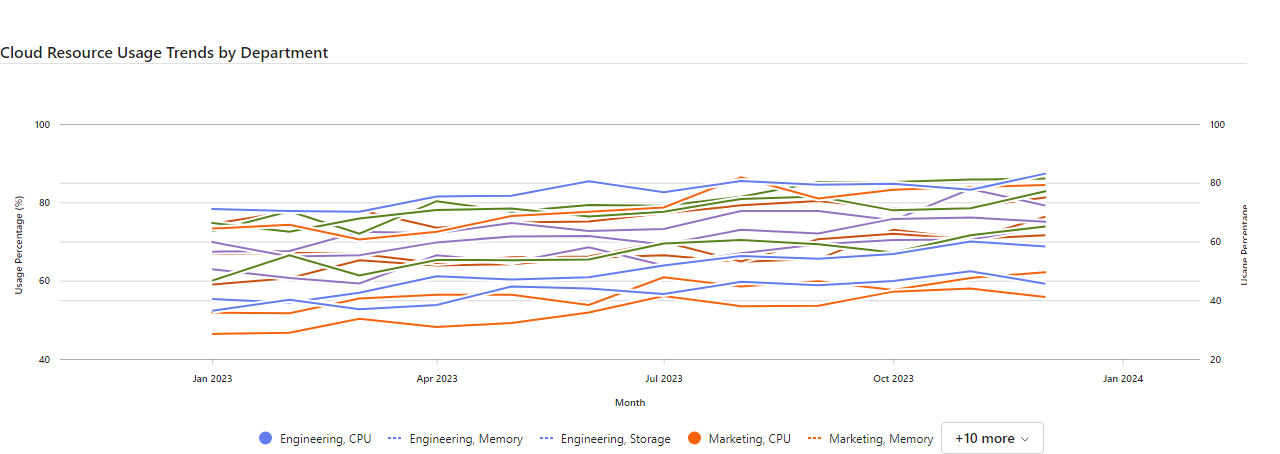 Cloud Resource Usage Trends by Department
100 100
80 80
60 60
40
40 20
Usage Percentage (%)
Usage Percentage
Jan 2023 Apr 2023 Jul 2023 Oct 2023 Jan 2024
Month
Engineering, CPU Engineering, Memory Engineering, Storage Marketing, CPU Marketing, Memory +10 more